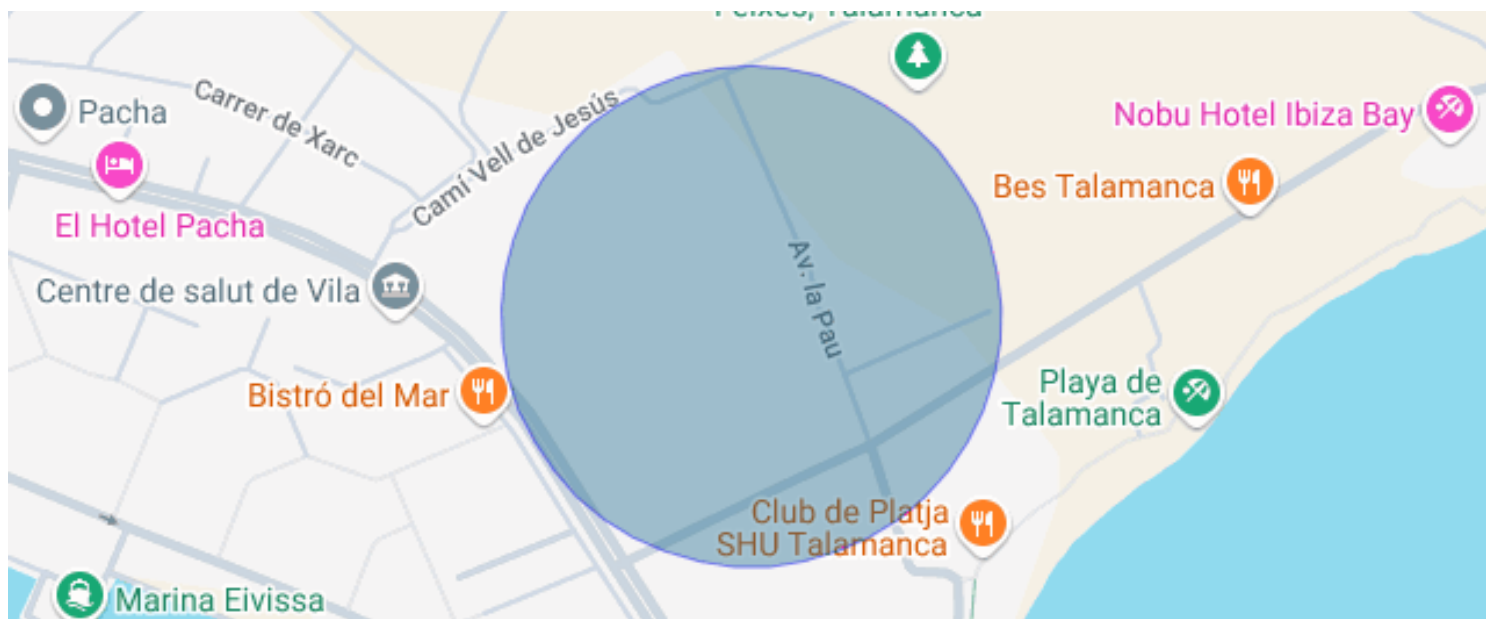 Peixes, Talamanca
Pacha
Carrer de Xarc
Camí Vell de Jesús
Nobu Hotel Ibiza Bay
El Hotel Pacha
Bes Talamanca
Centre de salut de Vila
Av. la Pau
Bistró del Mar
Playa de
Talamanca
Club de Platja
SHU Talamanca
Marina Eivissa